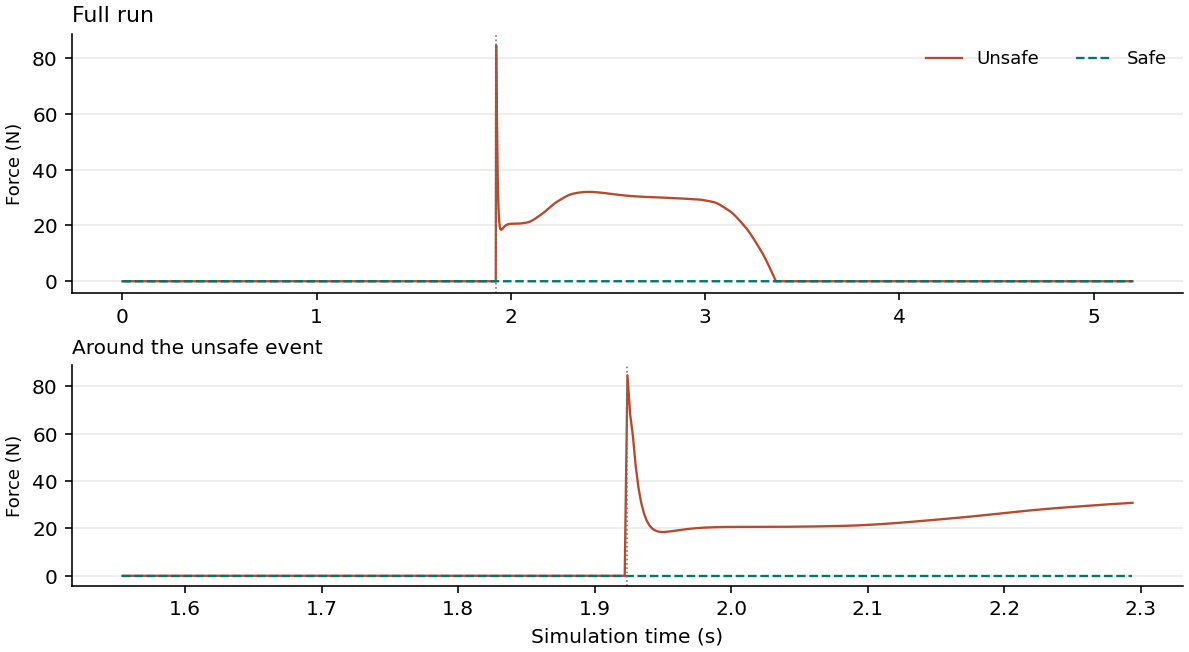 Full run
Force (N)
80
60
40
20
0
Unsafe
Safe
0 1 2 3 4 5
Around the unsafe event
Force (N)
80
60
40
20
0
1.6 1.7 1.8 1.9 2.0 2.1 2.2 2.3
Simulation time (s)